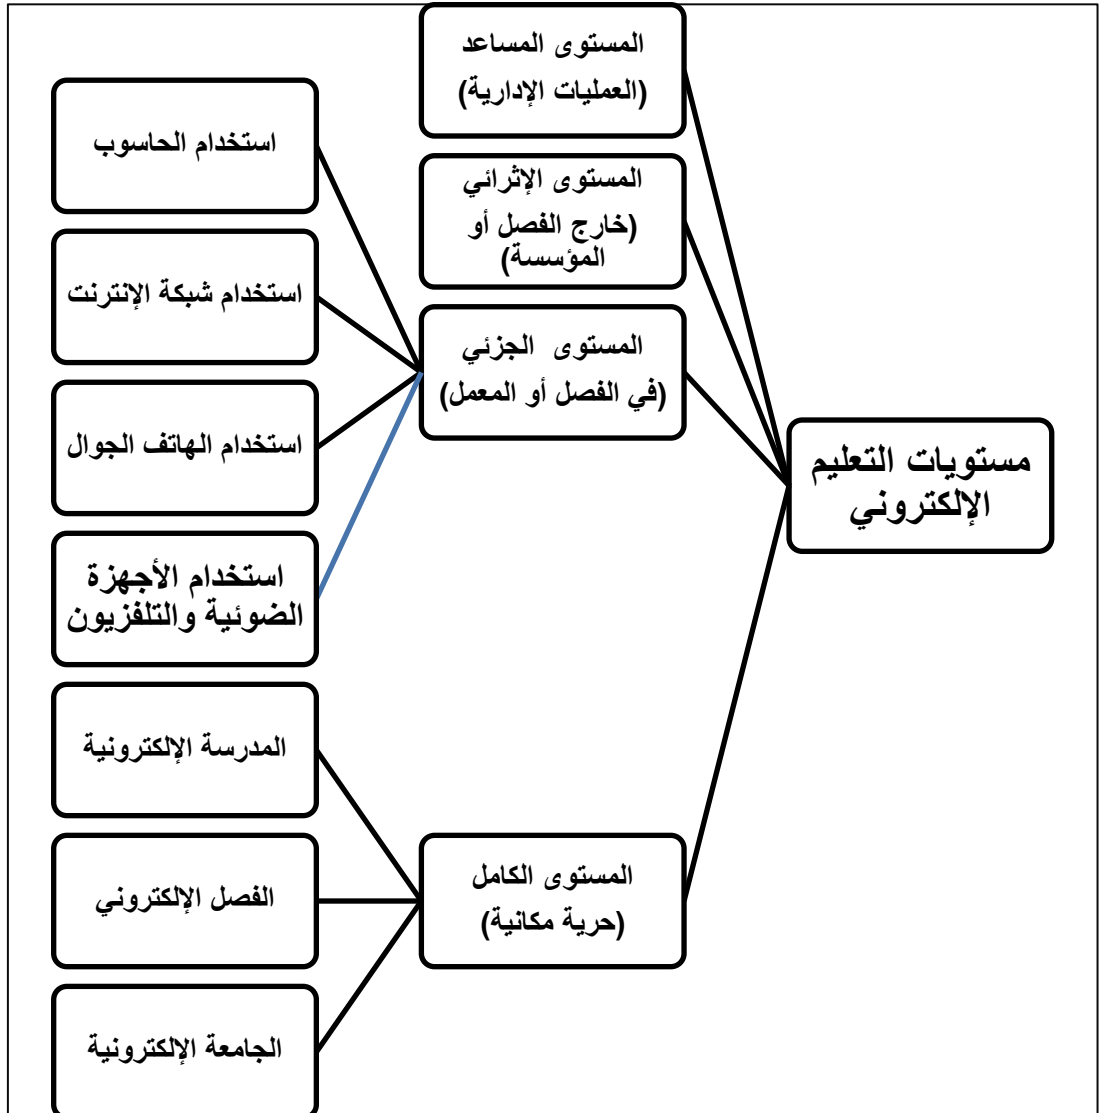 مستويات التعليم
الإلكتروني
المستوى المساعد
(العمليات الإدارية)
المستوى الإثرائي
(خارج الفصل أو
المؤسسة)
المستوى الجزئي
(في الفصل أو المعمل)
استخدام الحاسوب
استخدام شبكة الإنترنت
استخدام الهاتف الجوال
استخدام الأجهزة
الضوئية والتلفزيون
المستوى الكامل
(حرية مكانية)
المدرسة الإلكترونية
الفصل الإلكتروني
الجامعة الإلكترونية